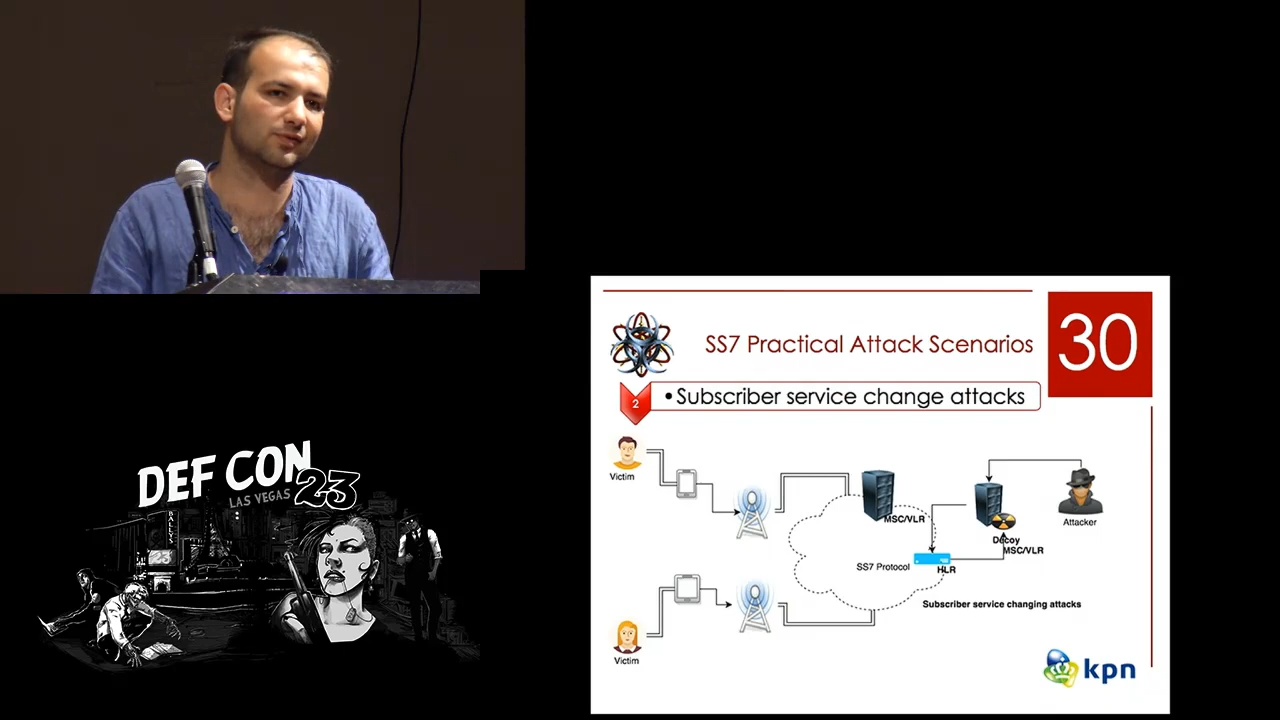 DEF CON
LAS VEGAS 23
BALLYS
SS7 Practical Attack Scenarios
30
2
• Subscriber service change attacks
Victim
MSC/VLR
Attacker
Decoy
MSC/VLR
SS7 Protocol
HLR
Subscriber service changing attacks
Victim
kpn